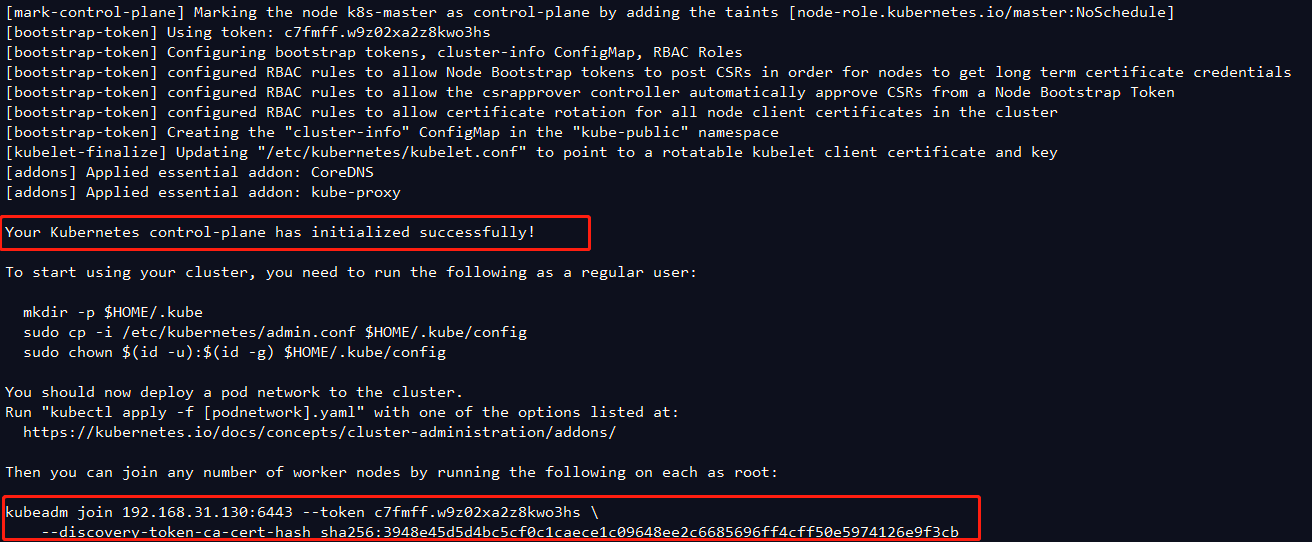 [mark-control-plane] Marking the node k8s-master as control-plane by adding the taints [node-role.kubernetes.io/master:NoSchedule]
[bootstrap-token] Using token: c7fmff.w9z02xa2z8kwo3hs
[bootstrap-token] Configuring bootstrap tokens, cluster-info ConfigMap, RBAC Roles
[bootstrap-token] configured RBAC rules to allow Node Bootstrap tokens to post CSRs in order for nodes to get long term certificate credentials
[bootstrap-token] configured RBAC rules to allow the csrapprover controller automatically approve CSRs from a Node Bootstrap Token
[bootstrap-token] configured RBAC rules to allow certificate rotation for all node client certificates in the cluster
[bootstrap-token] Creating the "cluster-info" ConfigMap in the "kube-public" namespace
[kubelet-finalize] Updating "/etc/kubernetes/kubelet.conf" to point to a rotatable kubelet client certificate and key
[addons] Applied essential addon: CoreDNS
[addons] Applied essential addon: kube-proxy
Your Kubernetes control-plane has initialized successfully!
To start using your cluster, you need to run the following as a regular user:
mkdir -p $HOME/.kube
sudo cp -i /etc/kubernetes/admin.conf $HOME/.kube/config
sudo chown $(id -u):$(id -g) $HOME/.kube/config
You should now deploy a pod network to the cluster.
Run "kubectl apply -f [podnetwork].yaml" with one of the options listed at:
https://kubernetes.io/docs/concepts/cluster-administration/addons/
Then you can join any number of worker nodes by running the following on each as root:
kubeadm join 192.168.31.130:6443 --token c7fmff.w9z02xa2z8kwo3hs \
--discovery-token-ca-cert-hash sha256:3948e45d5d4bc5cf0c1caece1c09648ee2c6685696ff4cff50e5974126e9f3cb